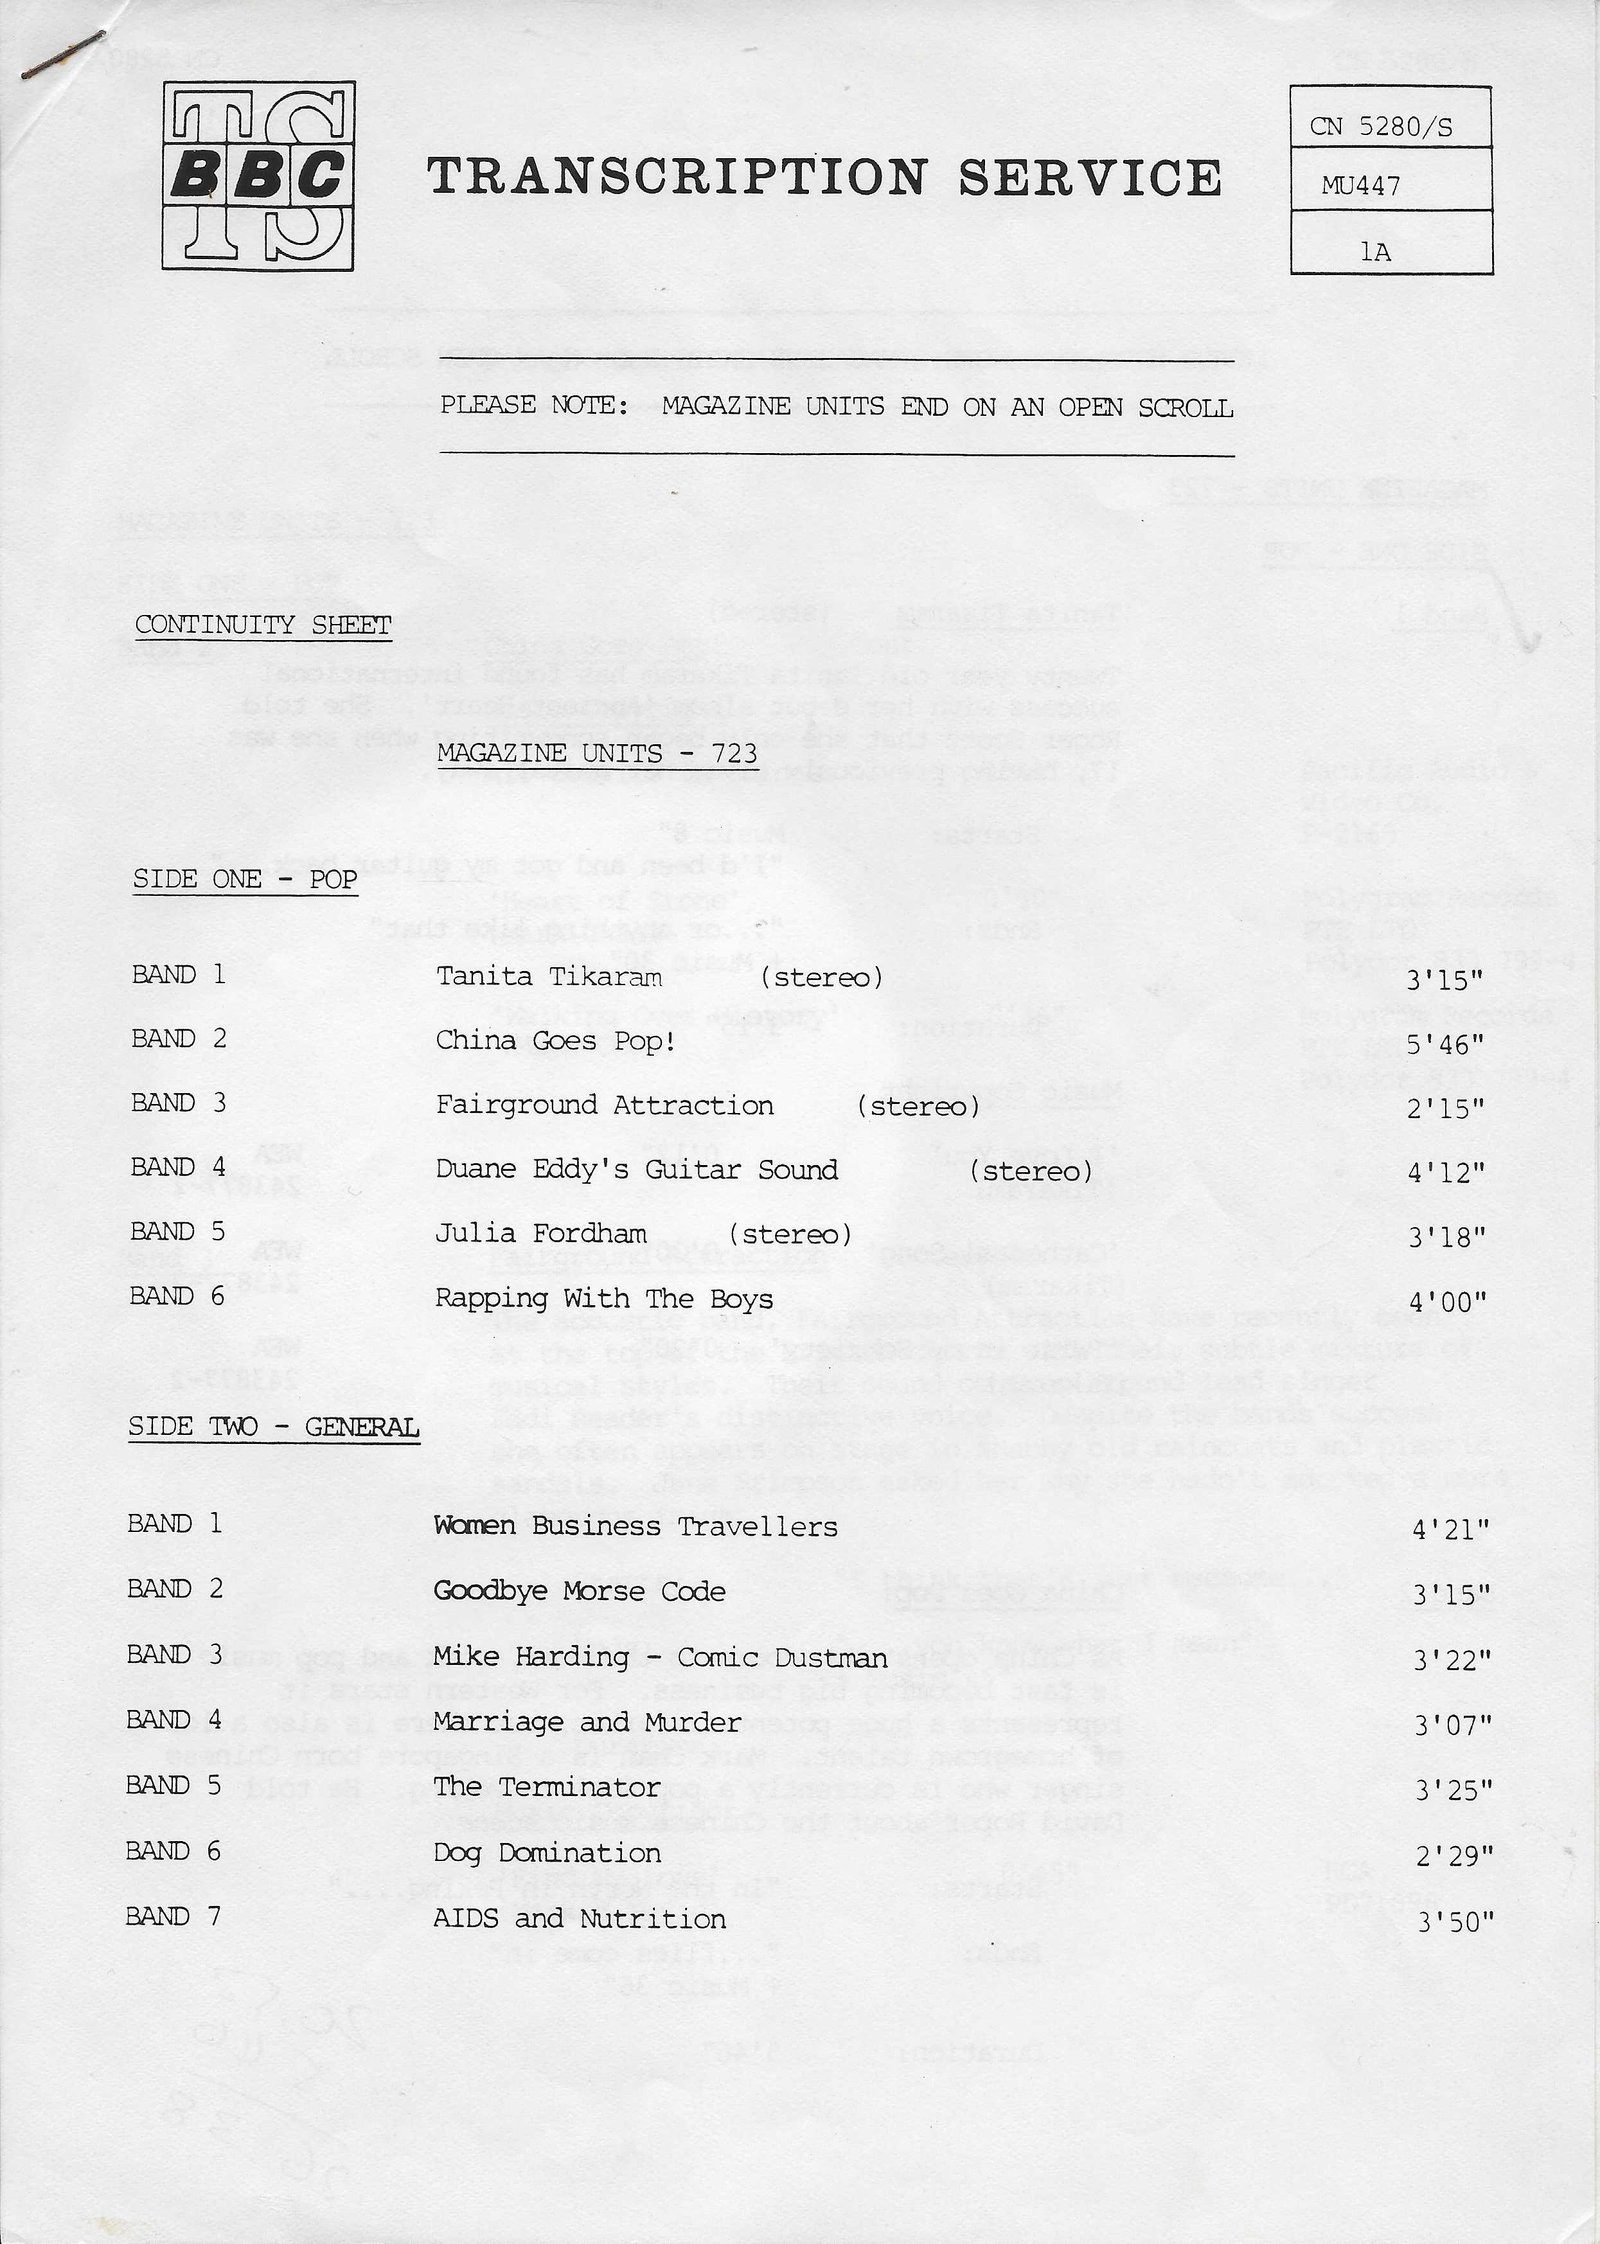 TS
BBC
TS
TRANSCRIPTION SERVICE
CN 5280/S
MU447
1A
PLEASE NOTE: MAGAZINE UNITS END ON AN OPEN SCROLL
CONTINUITY SHEET
MAGAZINE UNITS - 723
SIDE ONE - POP
BAND 1 Tanita Tikaram (stereo) 3'15"
BAND 2 China Goes Pop! 5'46"
BAND 3 Fairground Attraction (stereo) 2'15"
BAND 4 Duane Eddy's Guitar Sound (stereo) 4'12"
BAND 5 Julia Fordham (stereo) 3'18"
BAND 6 Rapping With The Boys 4'00"
SIDE TWO - GENERAL
BAND 1 Women Business Travellers 4'21"
BAND 2 Goodbye Morse Code 3'15"
BAND 3 Mike Harding - Comic Dustman 3'22"
BAND 4 Marriage and Murder 3'07"
BAND 5 The Terminator 3'25"
BAND 6 Dog Domination 2'29"
BAND 7 AIDS and Nutrition 3'50"